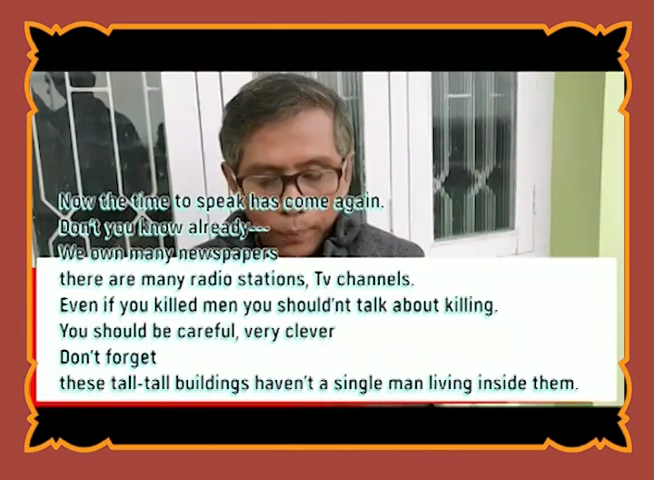 Now the time to speak has come again.
Don't you know already---
We own many newspapers
there are many radio stations, Tv channels.
Even if you killed men you should'nt talk about killing.
You should be careful, very clever
Don't forget
these tall-tall buildings haven't a single man living inside them.